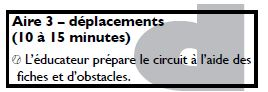 Aire 3 – déplacements
(10 à 15 minutes)
L'éducateur prépare le circuit à l'aide des
fiches et d'obstacles.